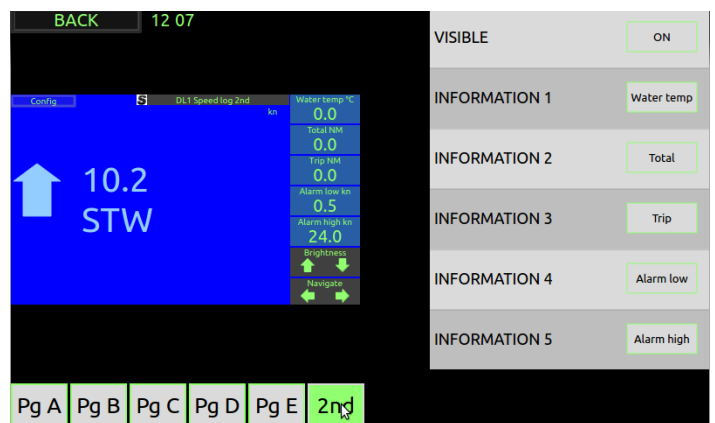 BACK 12 07
Config S DL1 Speed log 2nd
kn
10.2
STW
Water temp °C
0.0
Total NM
0.0
Trip NM
0.0
Alarm low kn
0.5
Alarm high kn
24.0
Brightness
Navigate
VISIBLE ON
INFORMATION 1 Water temp
INFORMATION 2 Total
INFORMATION 3 Trip
INFORMATION 4 Alarm low
INFORMATION 5 Alarm high
Pg A Pg B Pg C Pg D Pg E 2nd